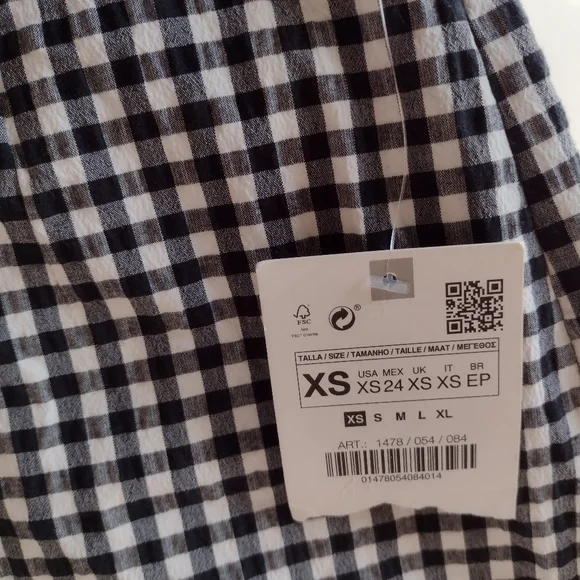 FSC
®
TALLA / SIZE / TAMANHO / TAILLE / MAAT / ΜΕΓΕΘΟΣ
XS
USA MEX UK IT BR
XS 24 XS XS EP
XS S M L XL
ART.: 1478 / 054 / 084
01478054084014